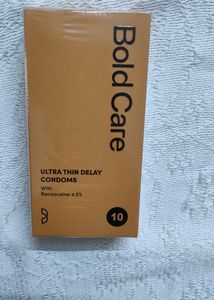 Bold Care
ULTRA THIN DELAY
CONDOMS
With
Benzocaine 4.5%
10